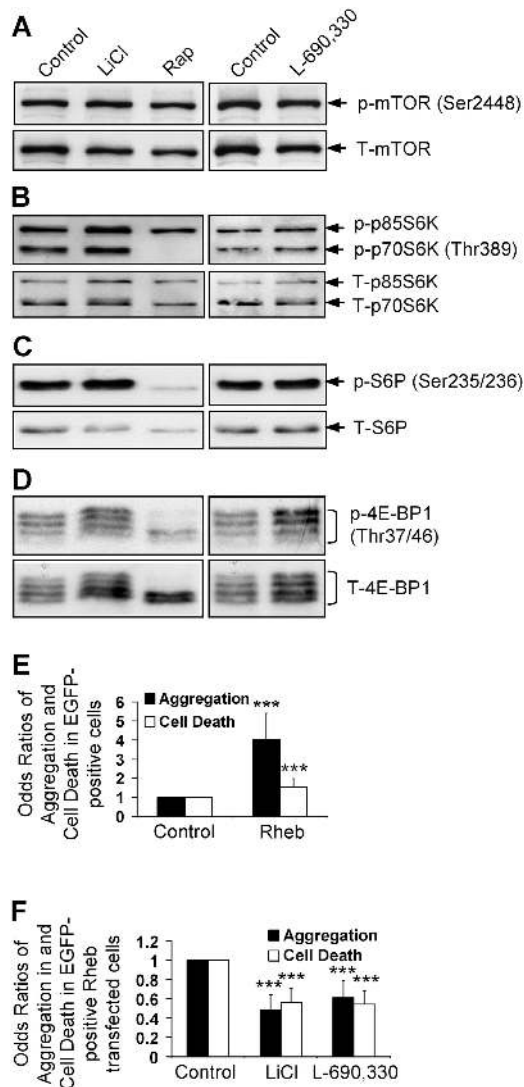 A
Control LiCl Rap Control L-690,330
p-mTOR (Ser2448)
T-mTOR
B
p-p85S6K
p-p70S6K (Thr389)
T-p85S6K
T-p70S6K
C
p-S6P (Ser235/236)
T-S6P
D
p-4E-BP1
(Thr37/46)
T-4E-BP1
E
Odds Ratios of
Aggregation and
Cell Death in EGFP-
positive cells
6
5
4
3
2
1
0
Aggregation
Cell Death
***
***
Control Rheb
F
Odds Ratios of
Aggregation in and
Cell Death in EGFP-
positive Rheb
transfected cells
1.2
1
0.8
0.6
0.4
0.2
0
Aggregation
Cell Death
*** *** *** ***
Control LiCl L-690,330